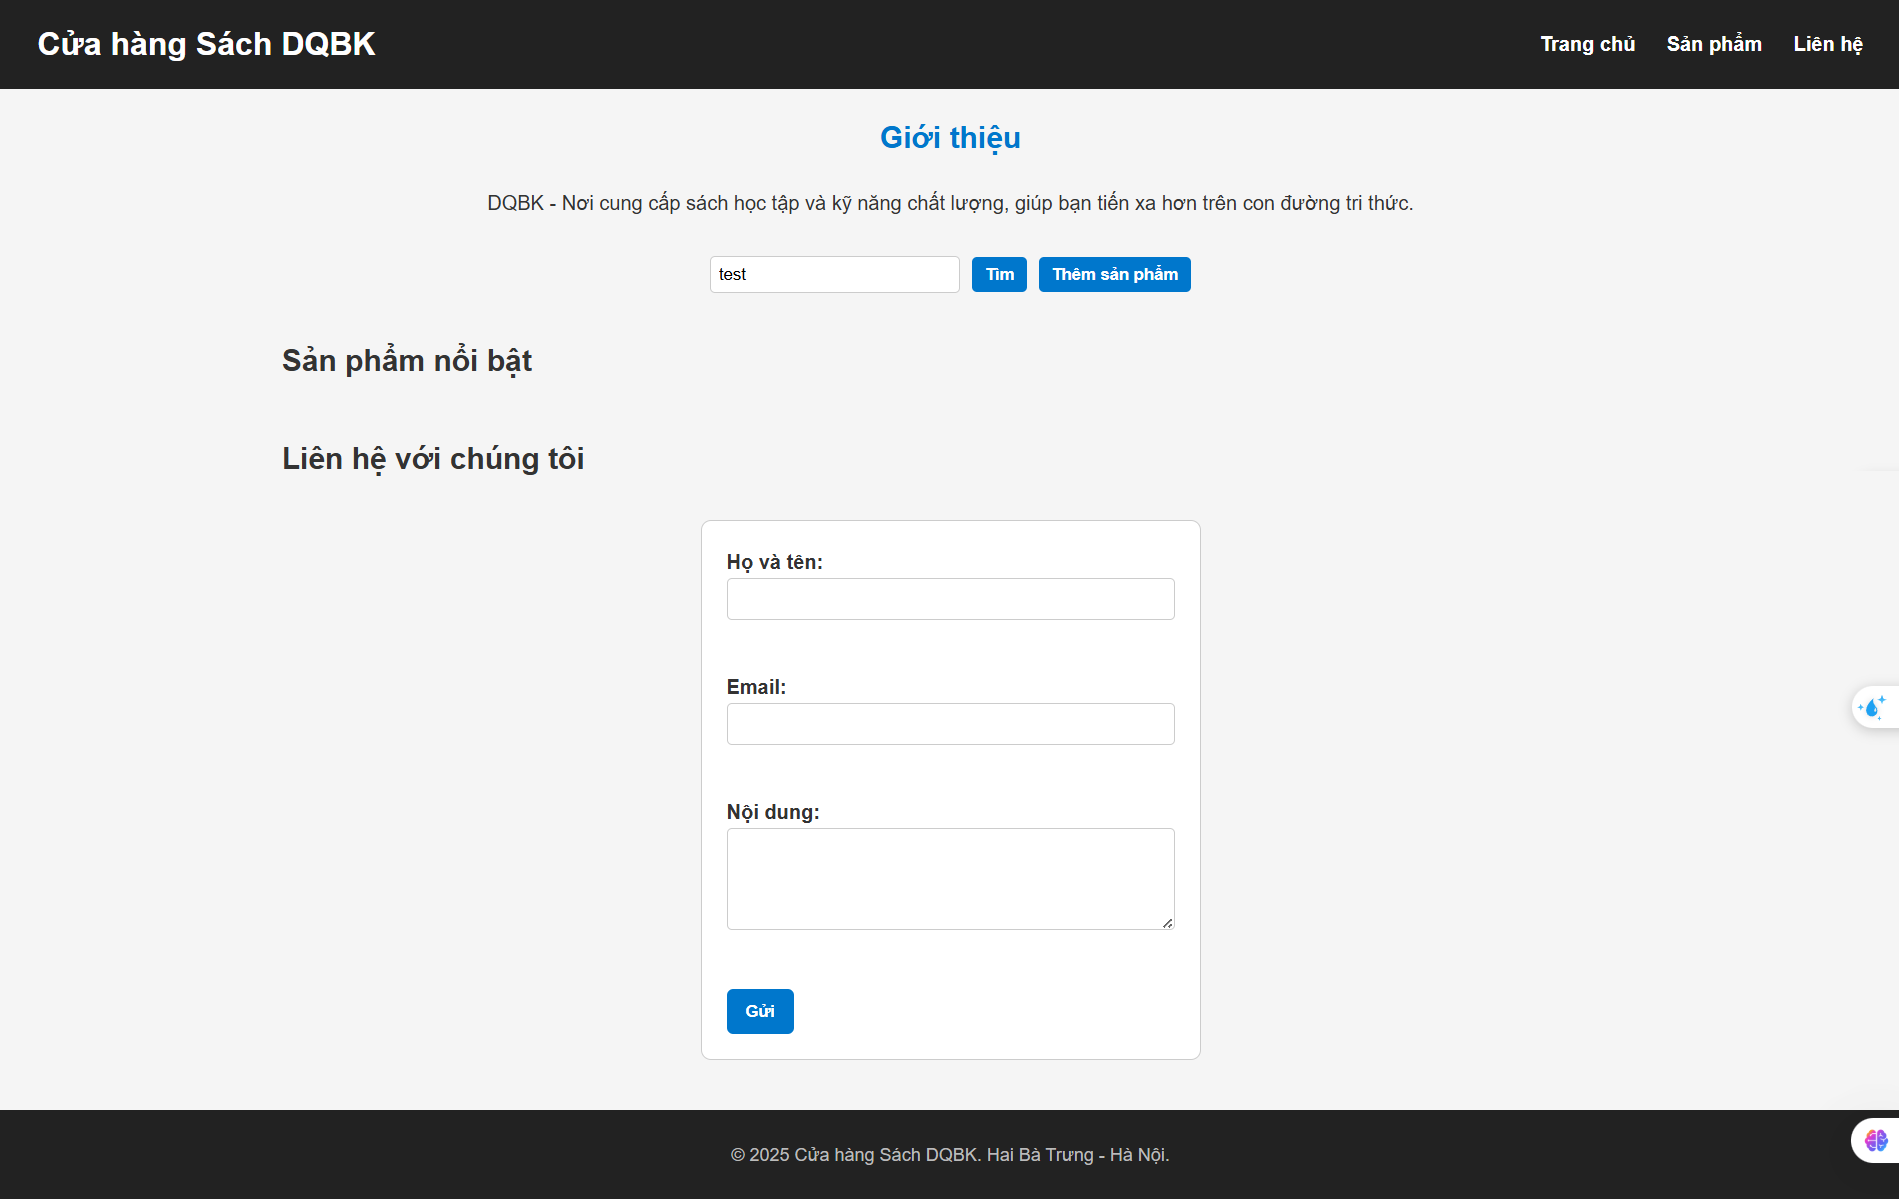 Cửa hàng Sách DQBK
Trang chủ Sản phẩm Liên hệ
Giới thiệu
DQBK - Nơi cung cấp sách học tập và kỹ năng chất lượng, giúp bạn tiến xa hơn trên con đường tri thức.
test Tìm Thêm sản phẩm
Sản phẩm nổi bật
Liên hệ với chúng tôi
Họ và tên:
Email:
Nội dung:
Gửi
© 2025 Cửa hàng Sách DQBK. Hai Bà Trưng - Hà Nội.